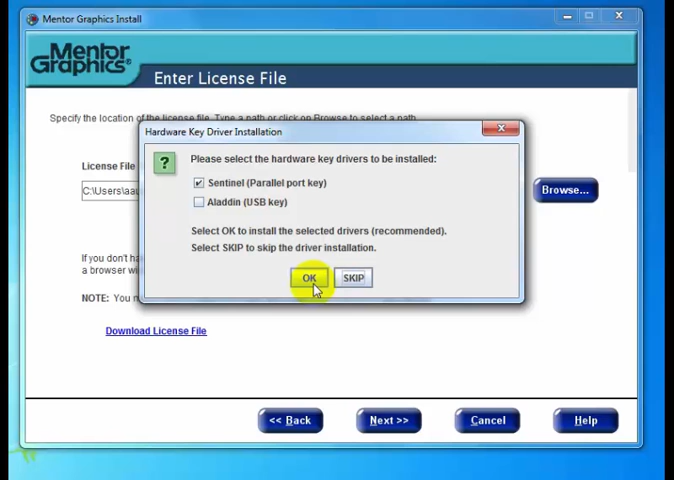 Mentor Graphics Install
Mentor
Graphics®
Enter License File
Specify the location of the license file. Type a path or click on Browse to select a path.
Hardware Key Driver Installation
Please select the hardware key drivers to be installed:
License File
Sentinel (Parallel port key)
C:\Users\aa
Browse...
Aladdin (USB key)
Select OK to install the selected drivers (recommended).
Select SKIP to skip the driver installation.
If you don't
a browser
OK
SKIP
NOTE: You
Download License File
<< Back
Next >>
Cancel
Help